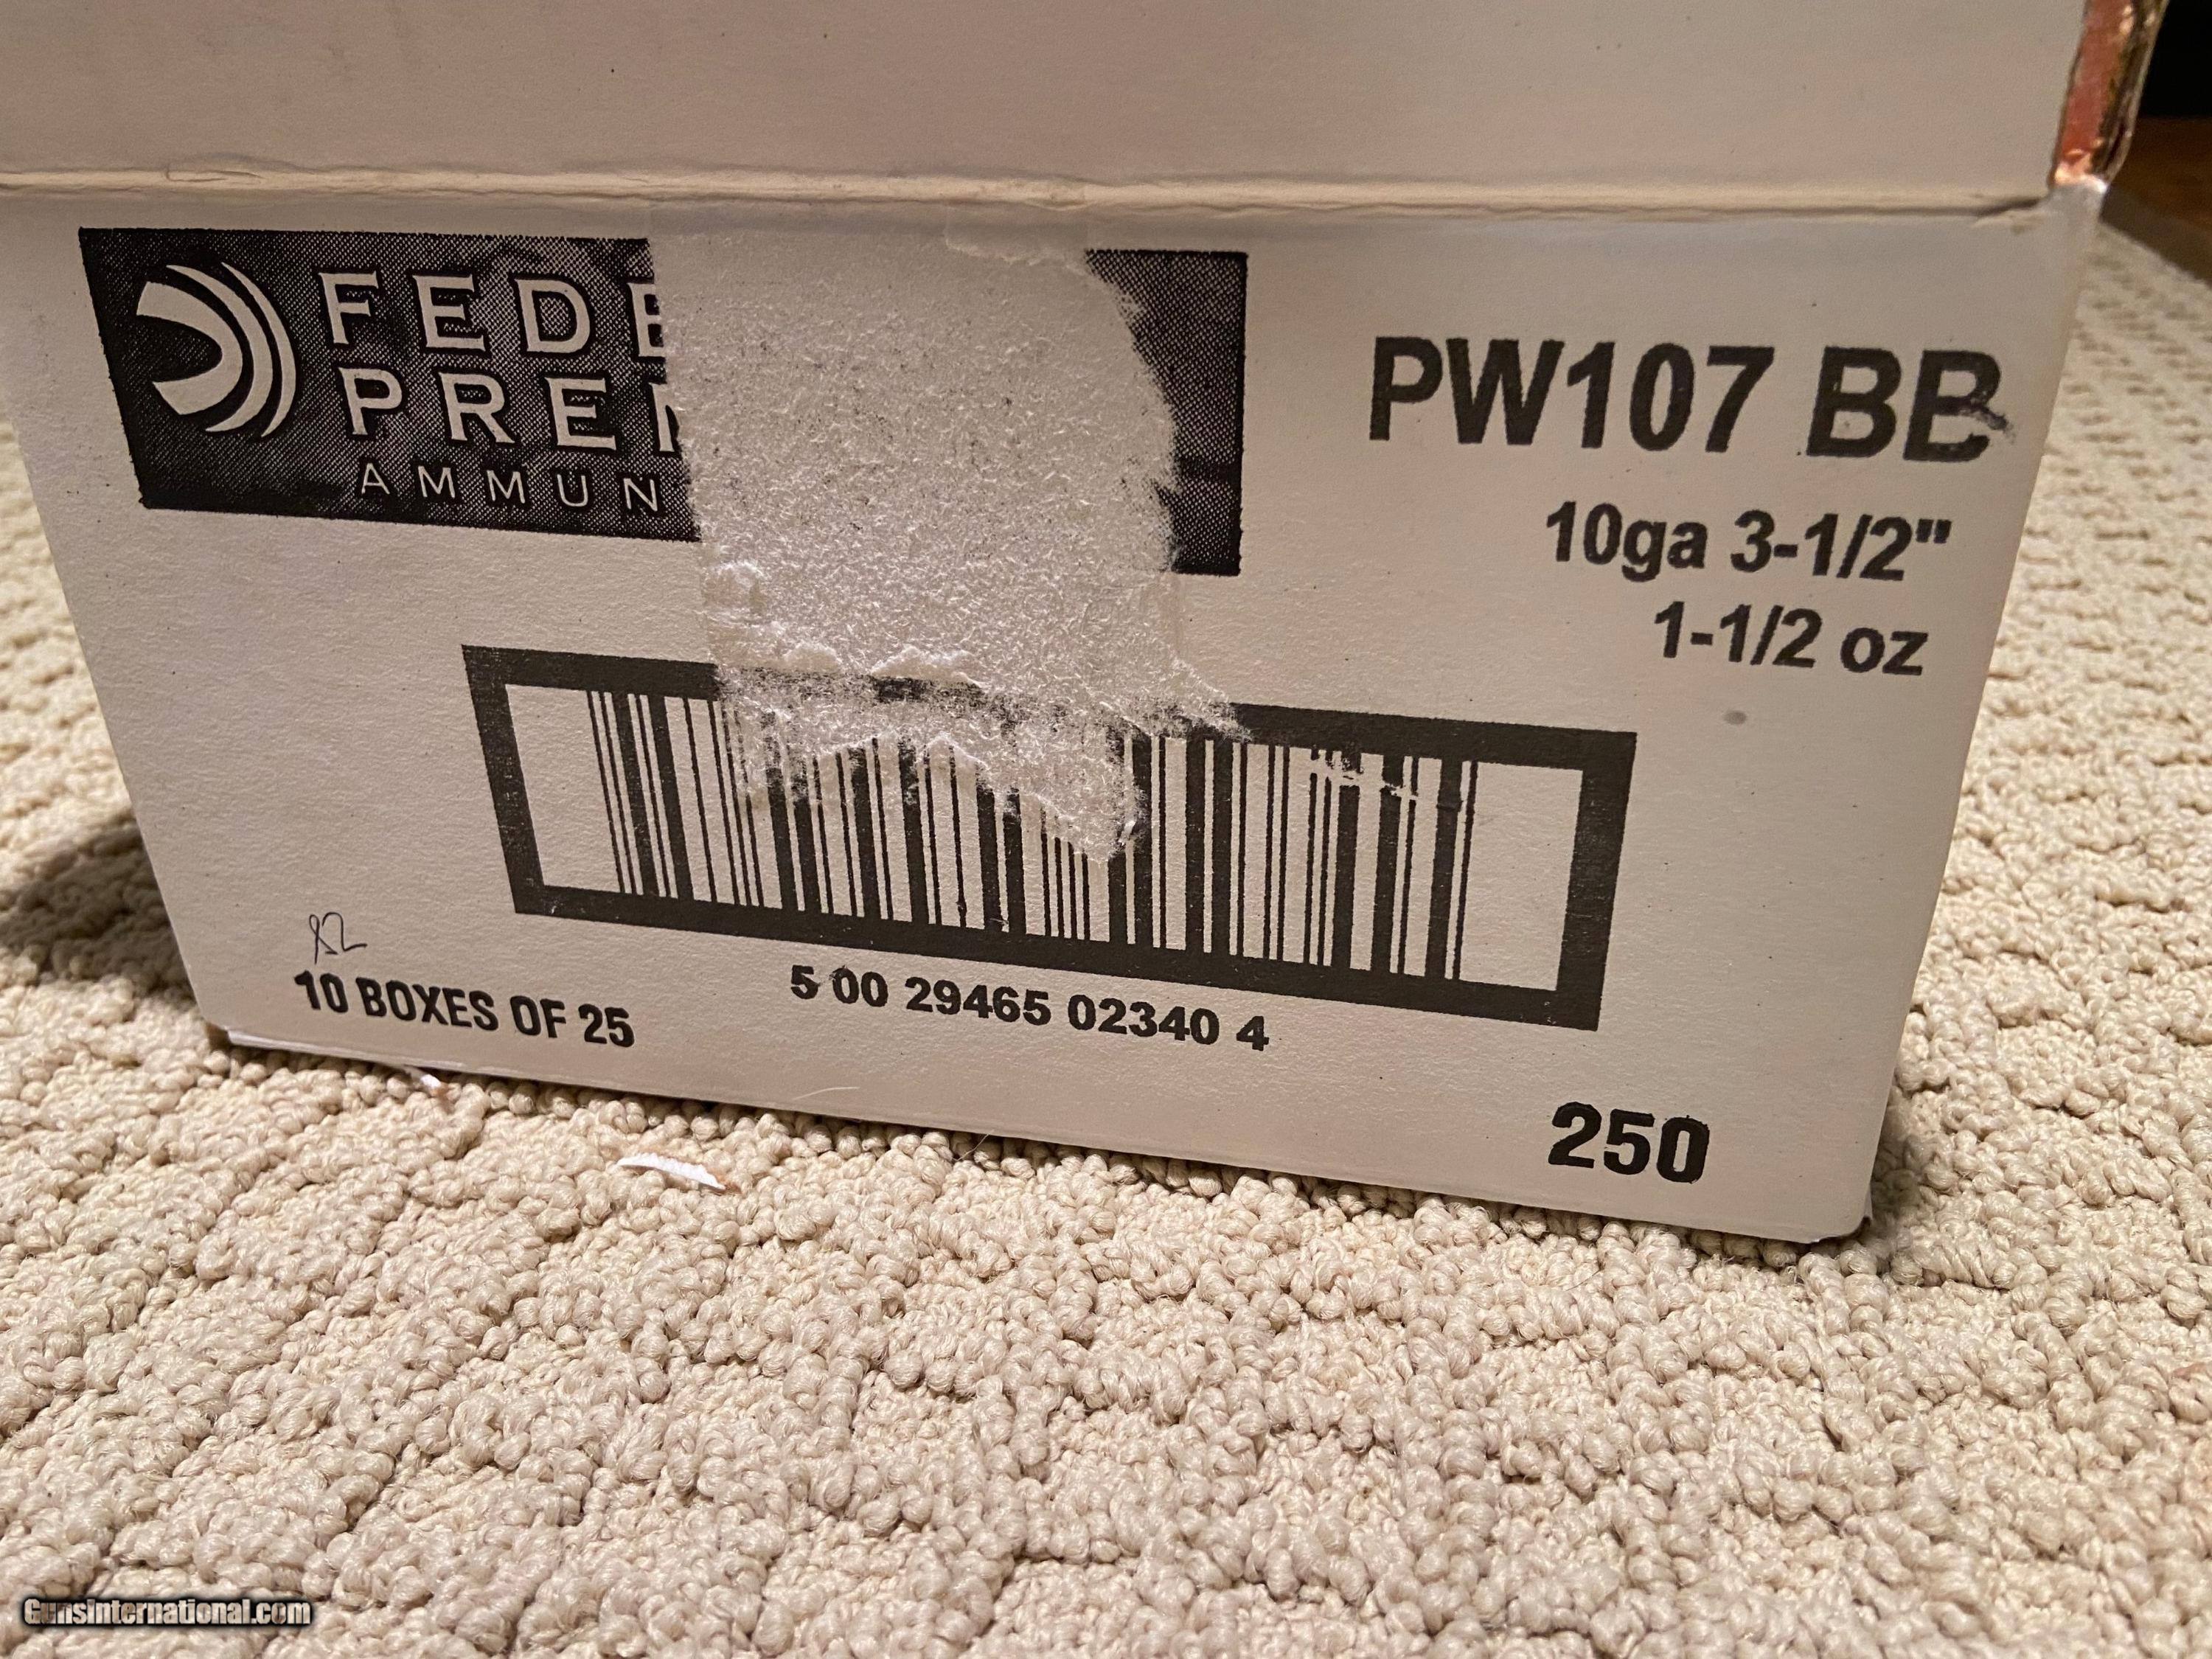 FEDE
PREM
AMMUN
PW107 BB
10ga 3-1/2"
1-1/2 oz
10 BOXES OF 25
5 00 29465 02340 4
250
GunsInternational.com